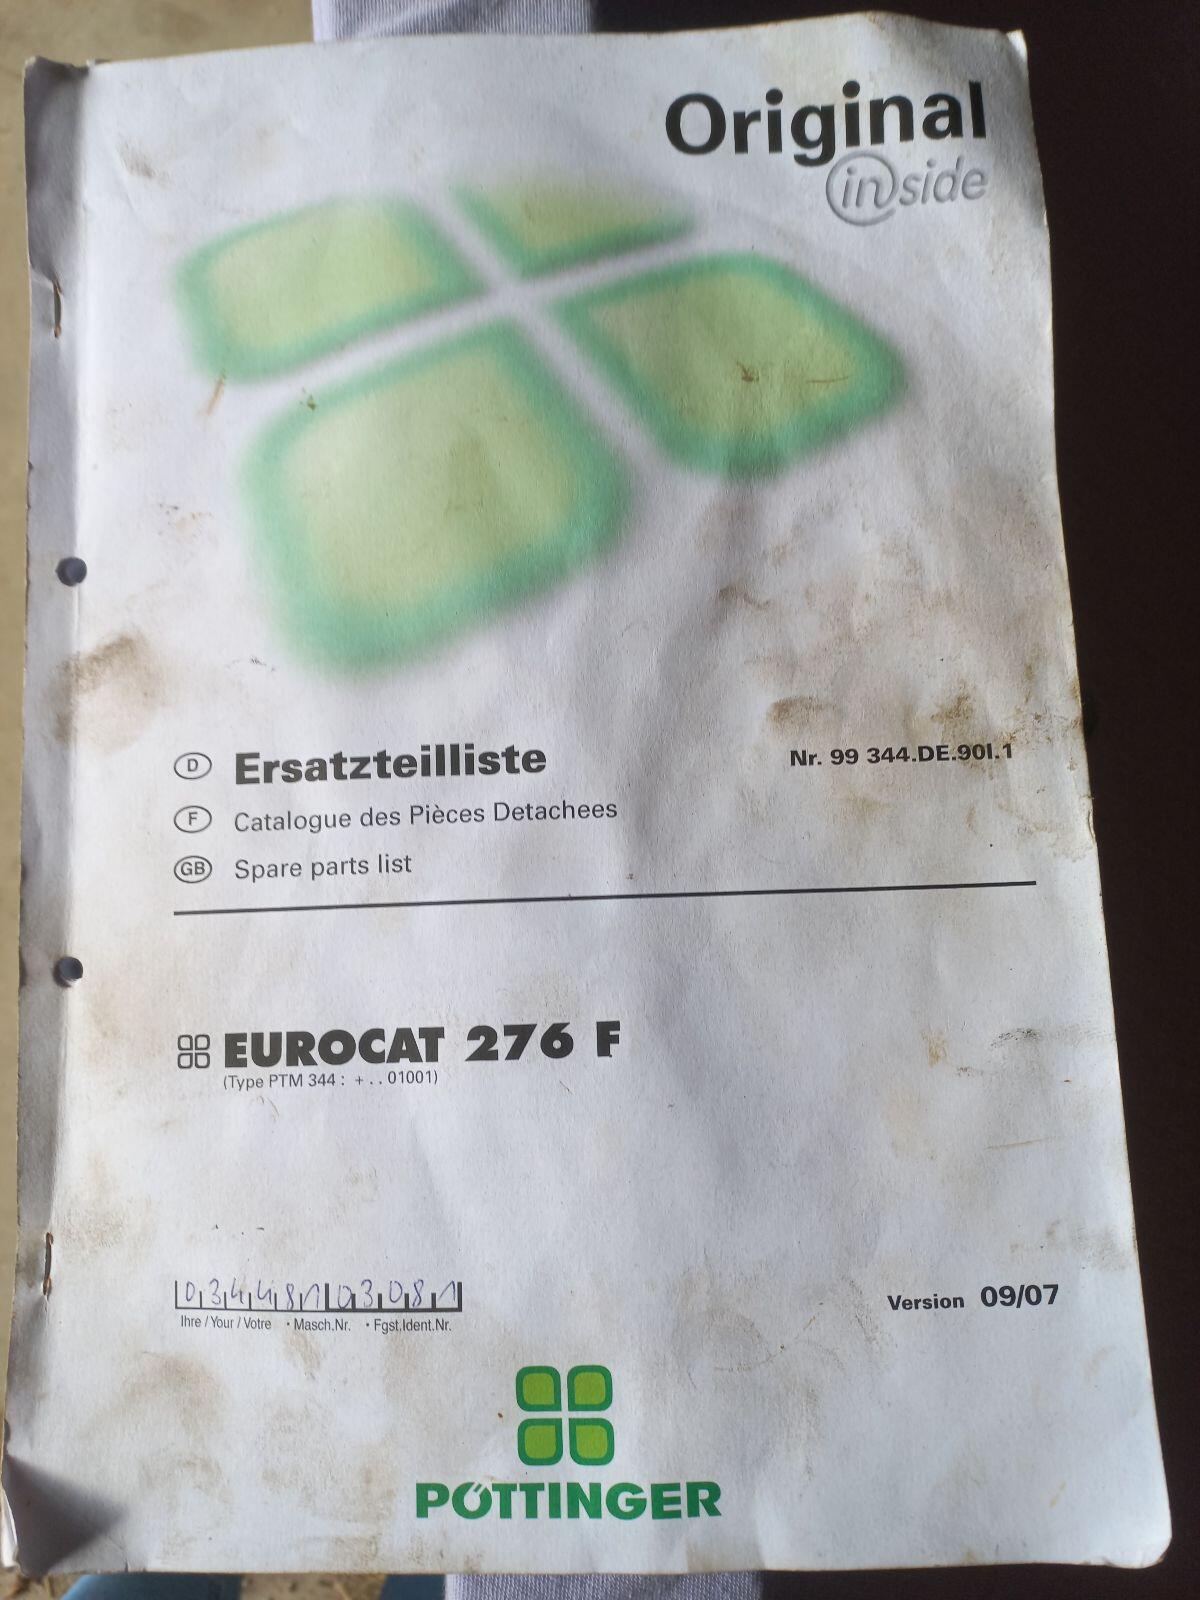 Original
inside
D Ersatzteilliste Nr. 99 344.DE.90I.1
F Catalogue des Pièces Detachees
GB Spare parts list
EUROCAT 276 F
(Type PTM 344 : + . . 01001)
03448103081
Ihre / Your / Votre • Masch.Nr. • Fgst.Ident.Nr.
Version 09/07
PÖTTINGER